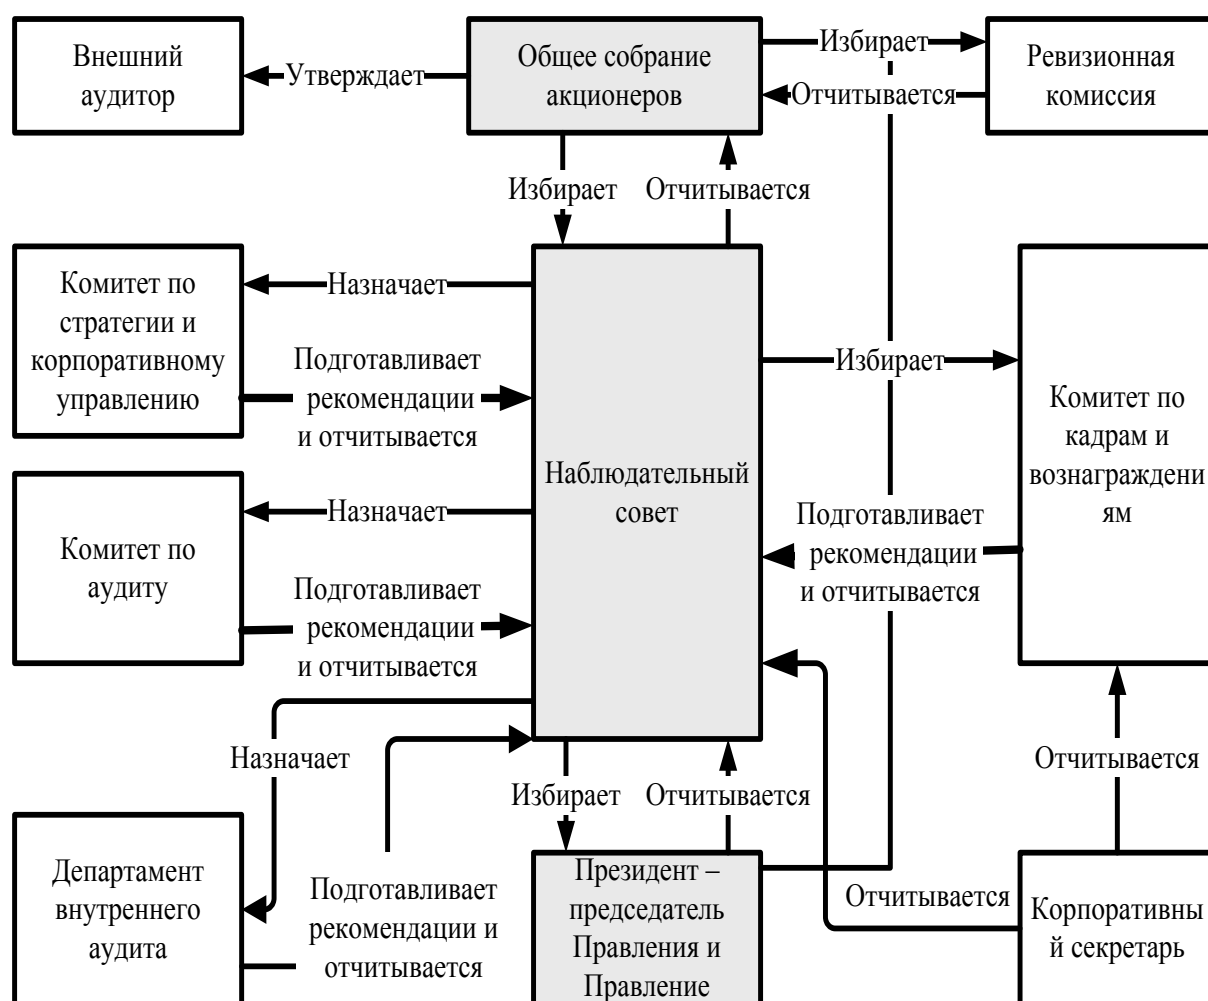 Внешний
аудитор
Утверждает
Общее собрание
акционеров
Избирает
Отчитывается
Ревизионная
комиссия
Избирает
Отчитывается
Комитет по
стратегии и
корпоративному
управлению
Назначает
Подготавливает
рекомендации
и отчитывается
Наблюдательный
совет
Избирает
Комитет по
кадрам и
вознаграждени
ям
Подготавливает
рекомендации
и отчитывается
Комитет по
аудиту
Назначает
Подготавливает
рекомендации
и отчитывается
Назначает
Избирает
Отчитывается
Отчитывается
Департамент
внутреннего
аудита
Подготавливает
рекомендации и
отчитывается
Президент –
председатель
Правления и
Правление
Отчитывается
Корпоративны
й секретарь